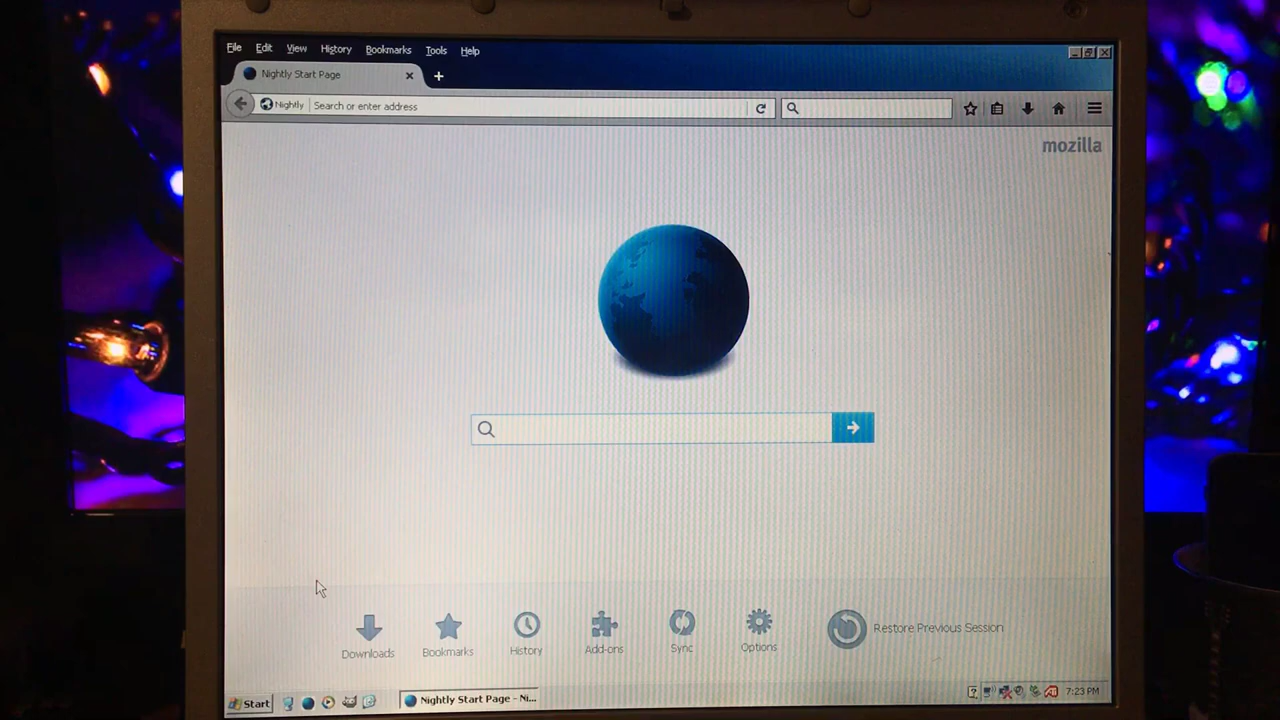 File Edit View History Bookmarks Tools Help
Nightly Start Page
Nightly Search or enter address
mozilla
Downloads Bookmarks History Add-ons Sync Options Restore Previous Session
Start Nightly Start Page - Ni... ATI 7:23 PM